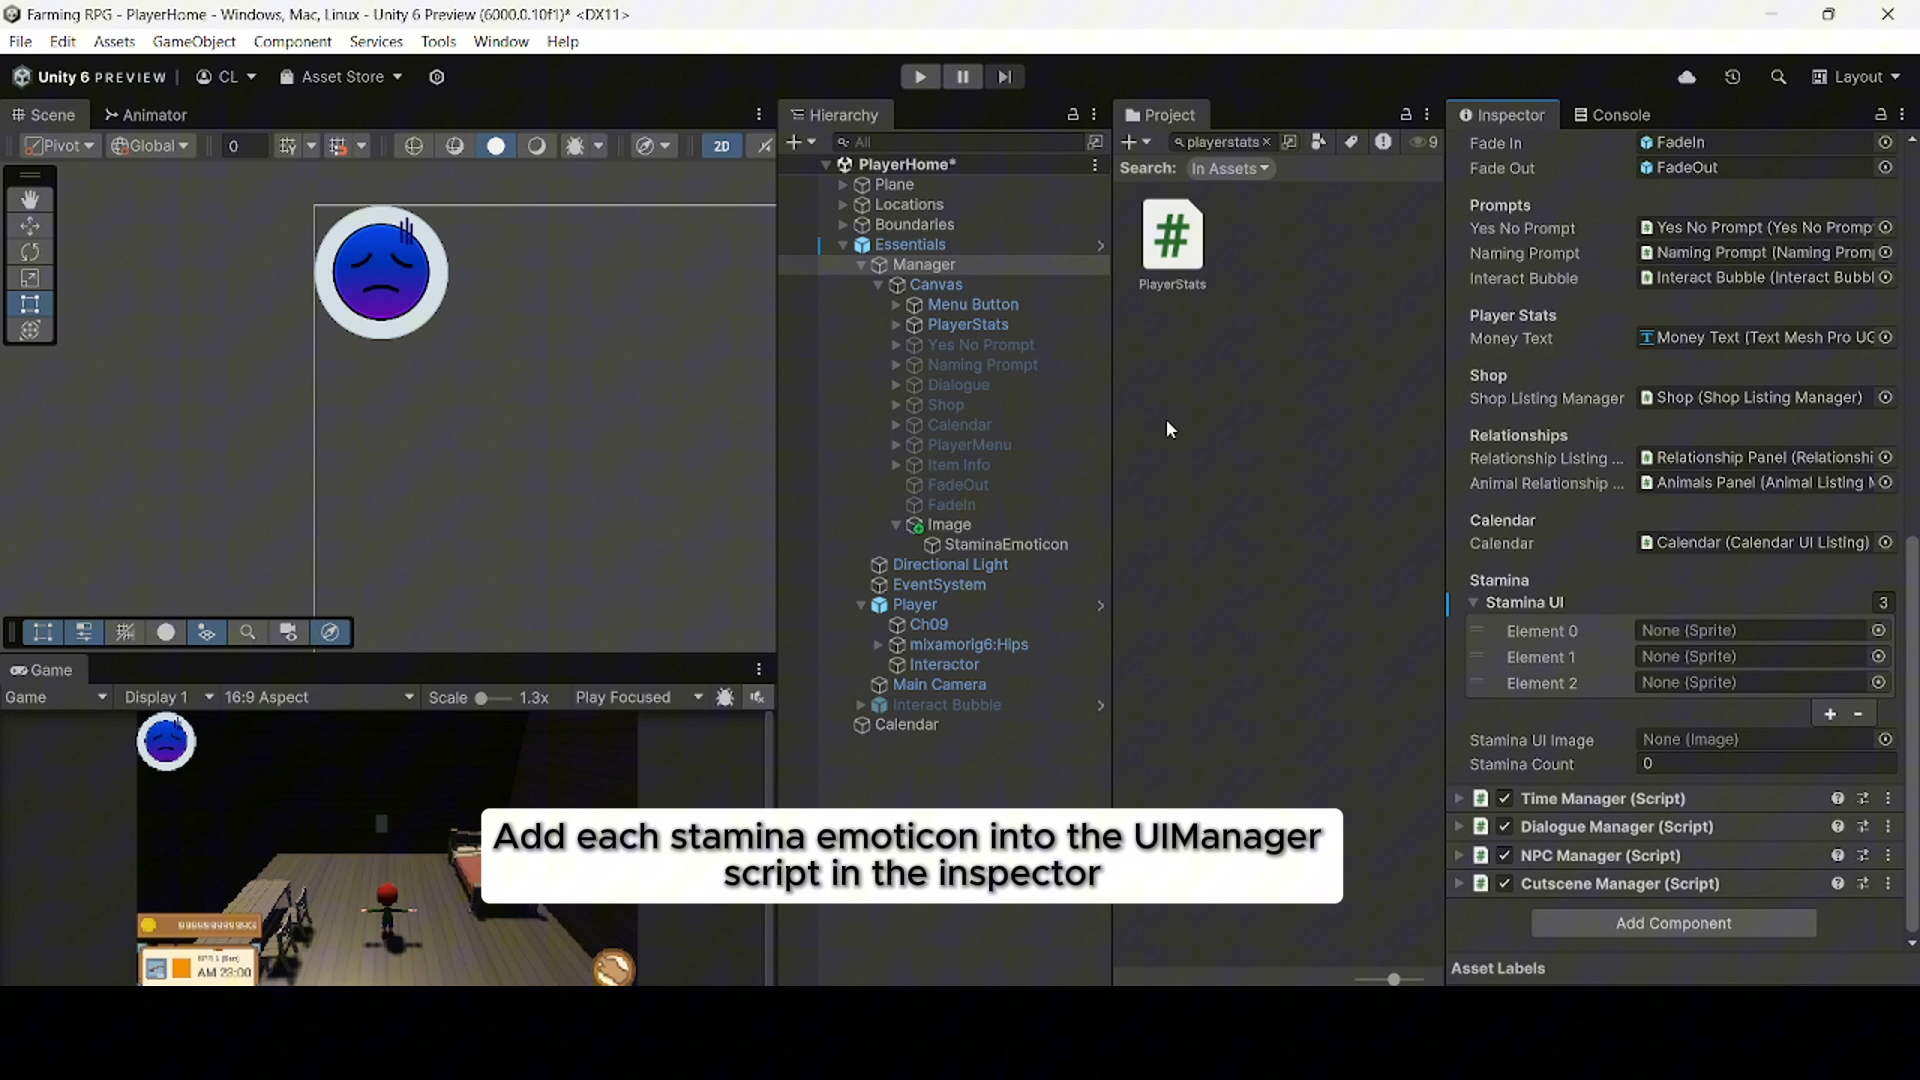 Farming RPG - PlayerHome - Windows, Mac, Linux - Unity 6 Preview (6000.0.10f1)* <DX11>
File Edit Assets GameObject Component Services Tools Window Help
Unity 6 PREVIEW CL Asset Store Layout
Scene Animator
Pivot Global 0 2D
Hierarchy
All
PlayerHome*
Plane
Locations
Boundaries
Essentials
Manager
Canvas
Menu Button
PlayerStats
Yes No Prompt
Naming Prompt
Dialogue
Shop
Calendar
PlayerMenu
Item Info
FadeOut
FadeIn
Image
StaminaEmoticon
Directional Light
EventSystem
Player
Ch09
mixamorig6:Hips
Interactor
Main Camera
Interact Bubble
Calendar
Project
playerstats 9
Search: In Assets
#
PlayerStats
Inspector Console
Fade In FadeIn
Fade Out FadeOut
Prompts
Yes No Prompt Yes No Prompt (Yes No Promp
Naming Prompt Naming Prompt (Naming Prom
Interact Bubble Interact Bubble (Interact Bubbl
Player Stats
Money Text Money Text (Text Mesh Pro UG
Shop
Shop Listing Manager Shop (Shop Listing Manager)
Relationships
Relationship Listing ... Relationship Panel (Relationshi
Animal Relationship ... Animals Panel (Animal Listing M
Calendar
Calendar Calendar (Calendar UI Listing)
Stamina
Stamina UI 3
Element 0 None (Sprite)
Element 1 None (Sprite)
Element 2 None (Sprite)
+ -
Stamina UI Image None (Image)
Stamina Count 0
Time Manager (Script)
Dialogue Manager (Script)
NPC Manager (Script)
Cutscene Manager (Script)
Add Component
Asset Labels
Game
Game Display 1 16:9 Aspect Scale 1.3x Play Focused
AM 23:00
Add each stamina emoticon into the UIManager
script in the inspector